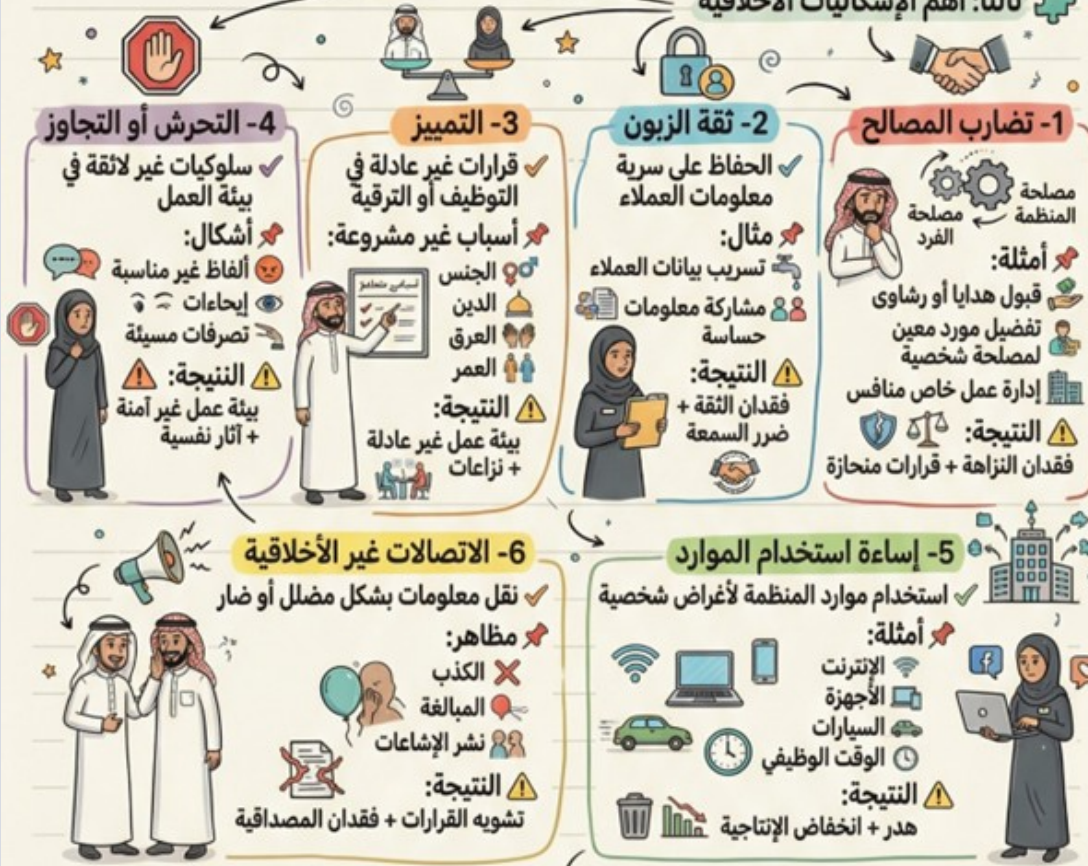 ثالثا: أهم الإشكاليات الأخلاقية
1- تضارب المصالح
مصلحة المنظمة
مصلحة الفرد
أمثلة:
قبول هدايا أو رشاوى
تفضيل مورد معين
لمصلحة شخصية
إدارة عمل خاص منافس
النتيجة:
فقدان النزاهة + قرارات منحازة
2- ثقة الزبون
الحفاظ على سرية
معلومات العملاء
مثال:
تسريب بيانات العملاء
مشاركة معلومات
حساسة
النتيجة:
فقدان الثقة +
ضرر السمعة
3- التمييز
قرارات غير عادلة في
التوظيف أو الترقية
أسباب غير مشروعة:
الجنس
الدين
العرق
العمر
النتيجة:
بيئة عمل غير عادلة
+ نزاعات
4- التحرش أو التجاوز
سلوكيات غير لائقة في
بيئة العمل
أشكال:
ألفاظ غير مناسبة
إيحاءات
تصرفات مسيئة
النتيجة:
بيئة عمل غير آمنة
+ آثار نفسية
5- إساءة استخدام الموارد
استخدام موارد المنظمة لأغراض شخصية
أمثلة:
الإنترنت
الأجهزة
السيارات
الوقت الوظيفي
النتيجة:
هدر + انخفاض الإنتاجية
6- الاتصالات غير الأخلاقية
نقل معلومات بشكل مضلل أو ضار
مظاهر:
الكذب
المبالغة
نشر الإشاعات
النتيجة:
تشويه القرارات + فقدان المصداقية